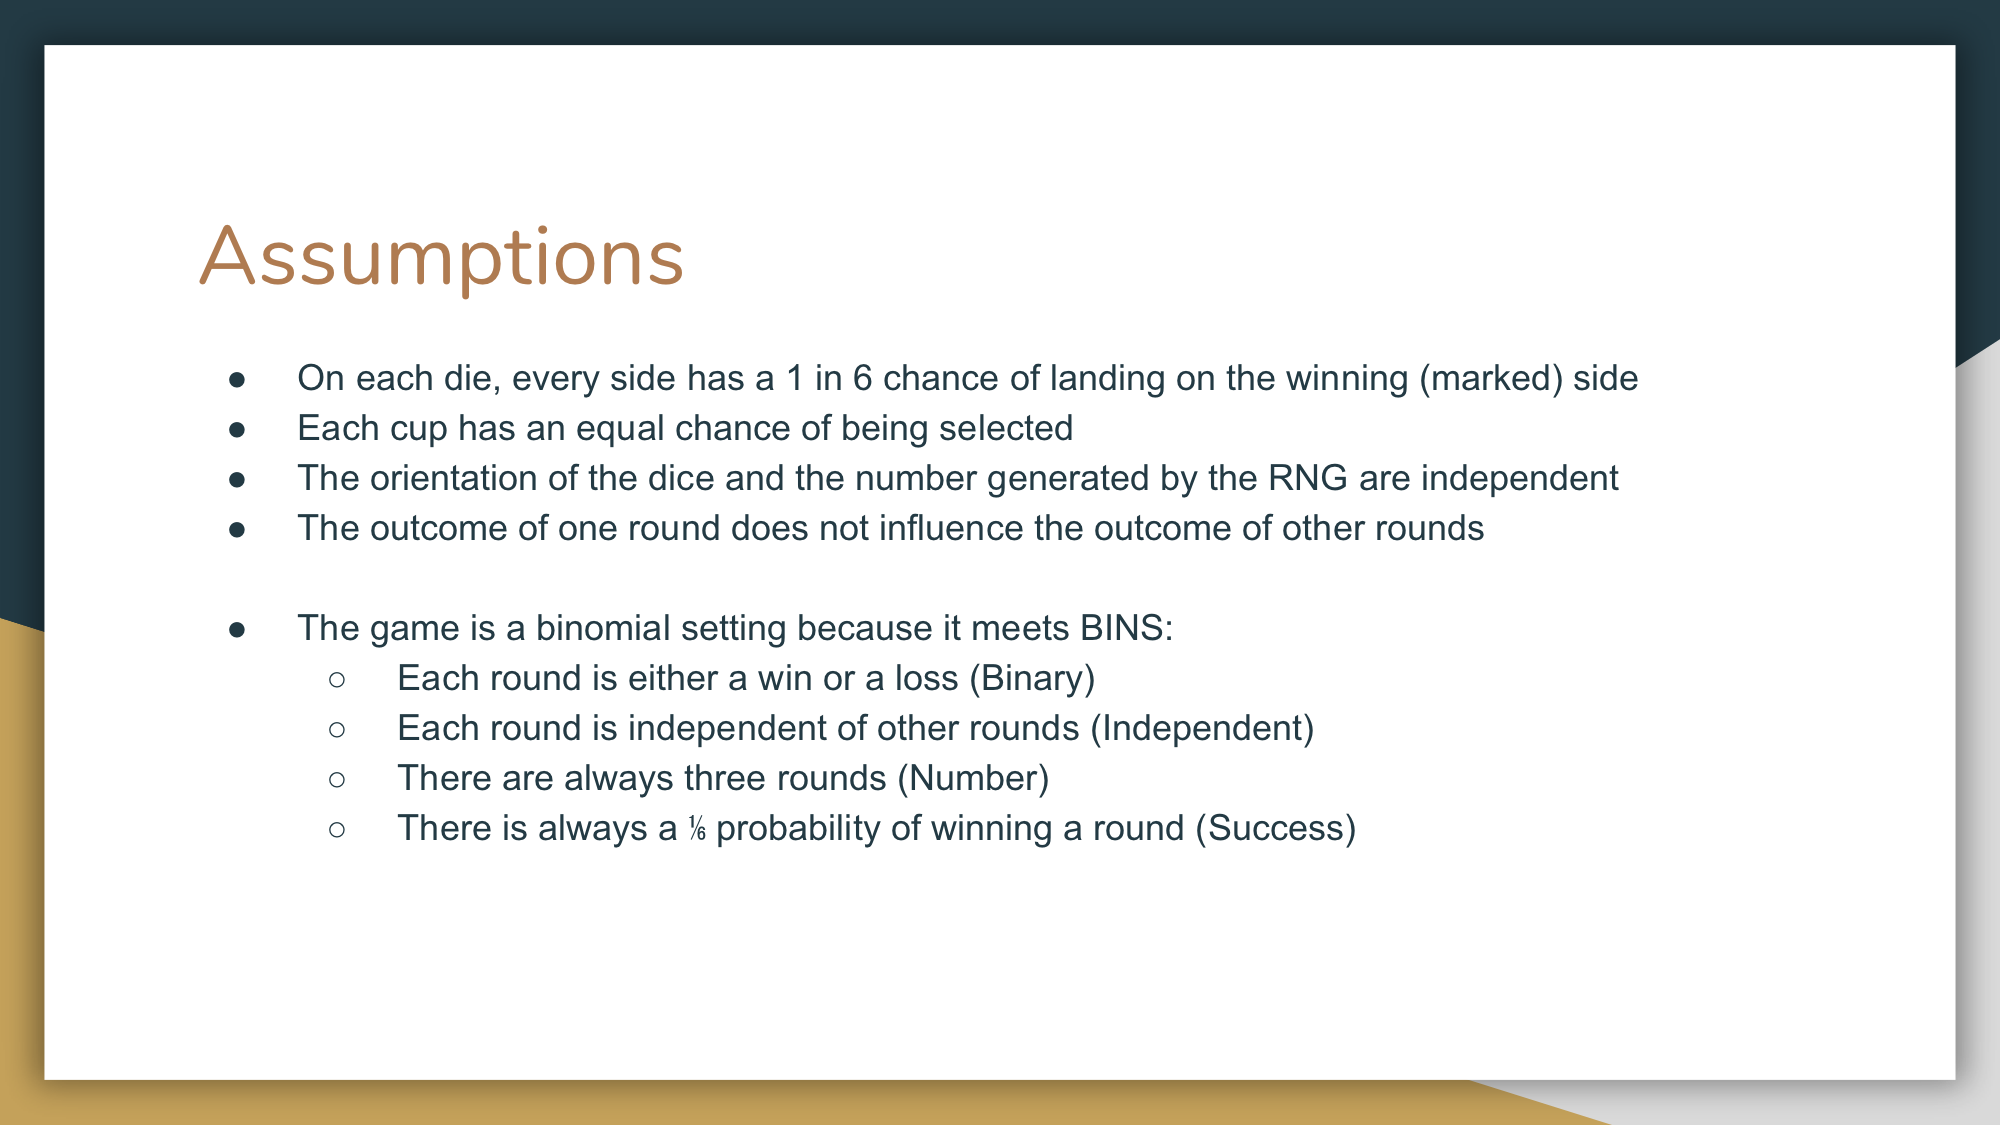 Assumptions
● On each die, every side has a 1 in 6 chance of landing on the winning (marked) side
● Each cup has an equal chance of being selected
● The orientation of the dice and the number generated by the RNG are independent
● The outcome of one round does not influence the outcome of other rounds
● The game is a binomial setting because it meets BINS:
○ Each round is either a win or a loss (Binary)
○ Each round is independent of other rounds (Independent)
○ There are always three rounds (Number)
○ There is always a ⅙ probability of winning a round (Success)